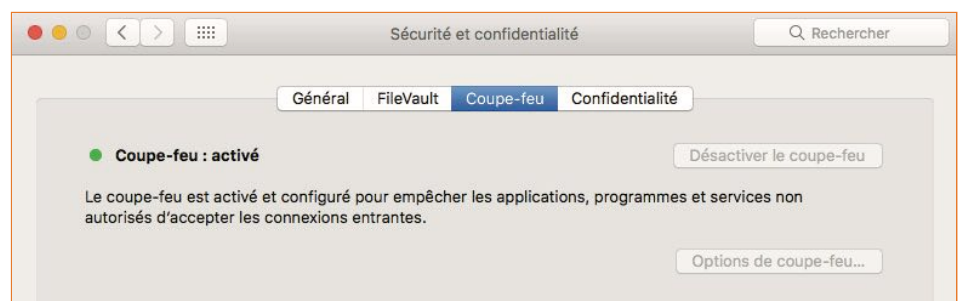 Sécurité et confidentialité
Rechercher
Général FileVault Coupe-feu Confidentialité
Coupe-feu : activé
Désactiver le coupe-feu
Le coupe-feu est activé et configuré pour empêcher les applications, programmes et services non
autorisés d'accepter les connexions entrantes.
Options de coupe-feu...